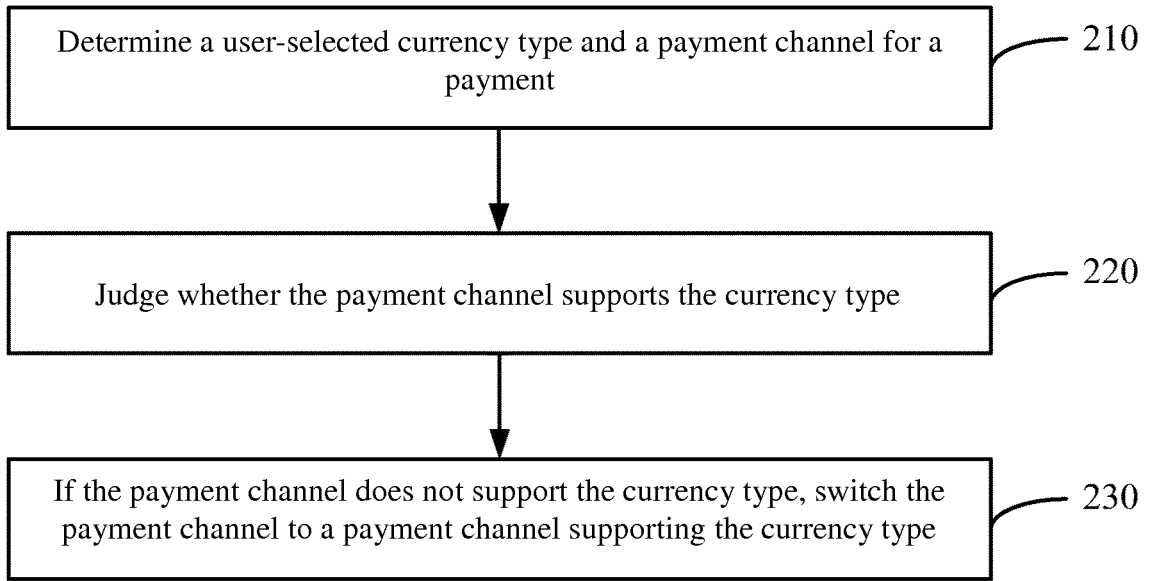 Determine a user-selected currency type and a payment channel for a
payment
210
Judge whether the payment channel supports the currency type
220
If the payment channel does not support the currency type, switch the
payment channel to a payment channel supporting the currency type
230